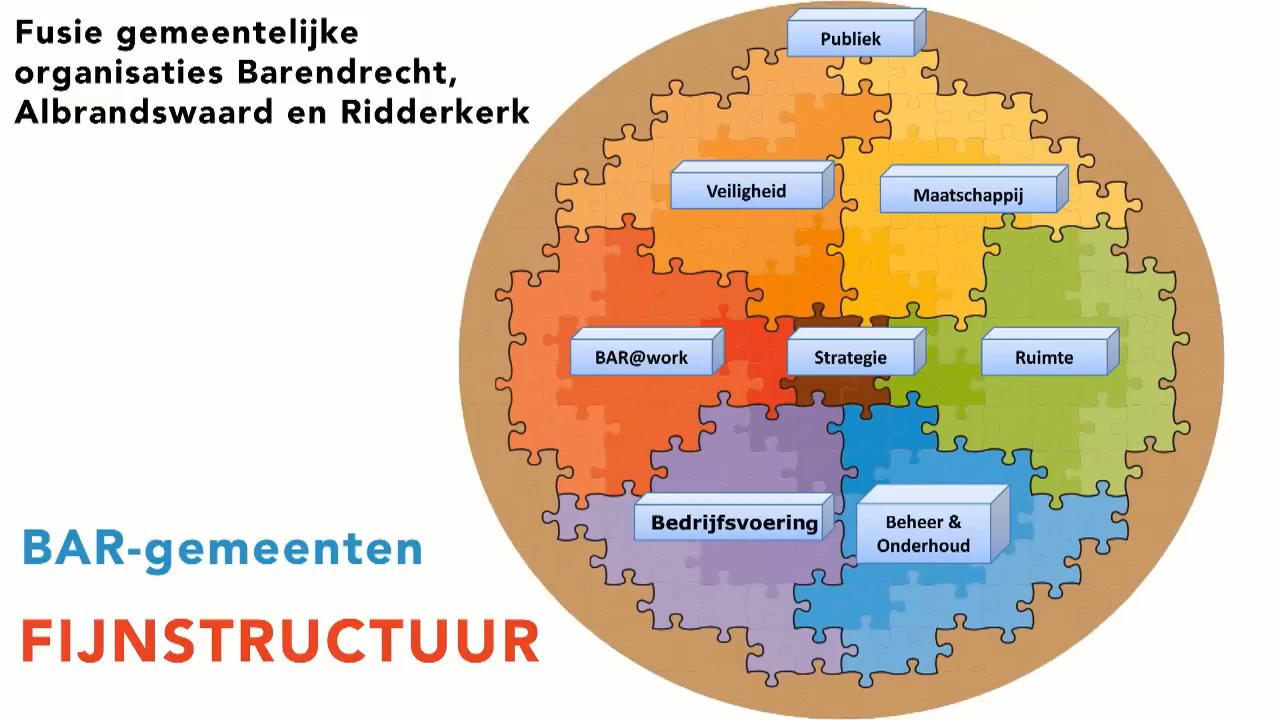 Fusie gemeentelijke
organisaties Barendrecht,
Albrandswaard en Ridderkerk
Publiek
Veiligheid
Maatschappij
BAR@work
Strategie
Ruimte
Bedrijfsvoering
Beheer &
Onderhoud
BAR-gemeenten
FIJNSTRUCTUUR